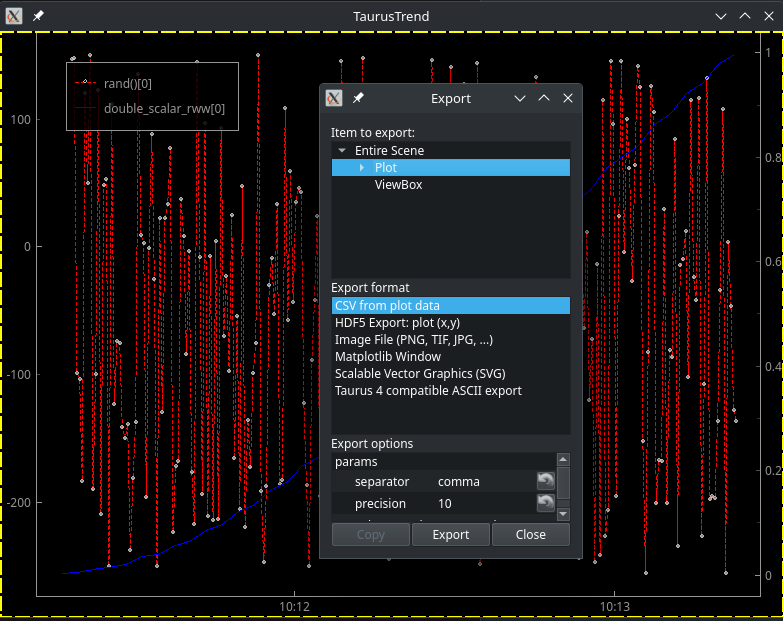 TaurusTrend
rand()[0]
double_scalar_rww[0]
100
0
-100
-200
10:12
10:13
1
0.8
0.6
0.4
0.2
0
Export
Item to export:
Entire Scene
Plot
ViewBox
Export format
CSV from plot data
HDF5 Export: plot (x,y)
Image File (PNG, TIF, JPG, ...)
Matplotlib Window
Scalable Vector Graphics (SVG)
Taurus 4 compatible ASCII export
Export options
params
separator comma
precision 10
Copy Export Close